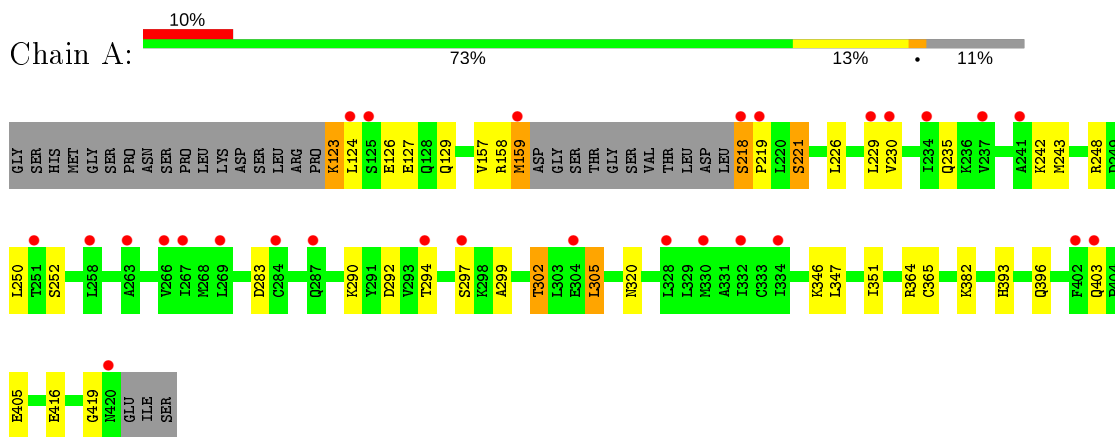 10%
Chain A:
73% 13% • 11%
GLY SER HIS MET GLY SER PRO ASN SER PRO LEU LYS ASP SER LEU ARG PRO K123 L124 S125 E126 E127 Q128 Q129 V157 R158 M159 ASP GLY SER THR GLY SER VAL THR LEU ASP LEU S218 P219 L220 S221 L226 L229 V230 I234 Q235 K236 V237 A241 K242 M243 R248 D249
L250 T251 S252 L258 A263 V266 I267 M268 L269 D283 C284 Q287 K290 Y291 D292 V293 T294 S297 K298 A299 T302 L303 E304 L305 N320 L328 L329 M330 A331 I332 C333 I334 K346 L347 I351 R364 C365 K382 H393 Q396 F402 Q403
E405 E416 G419 N420 GLU ILE SER